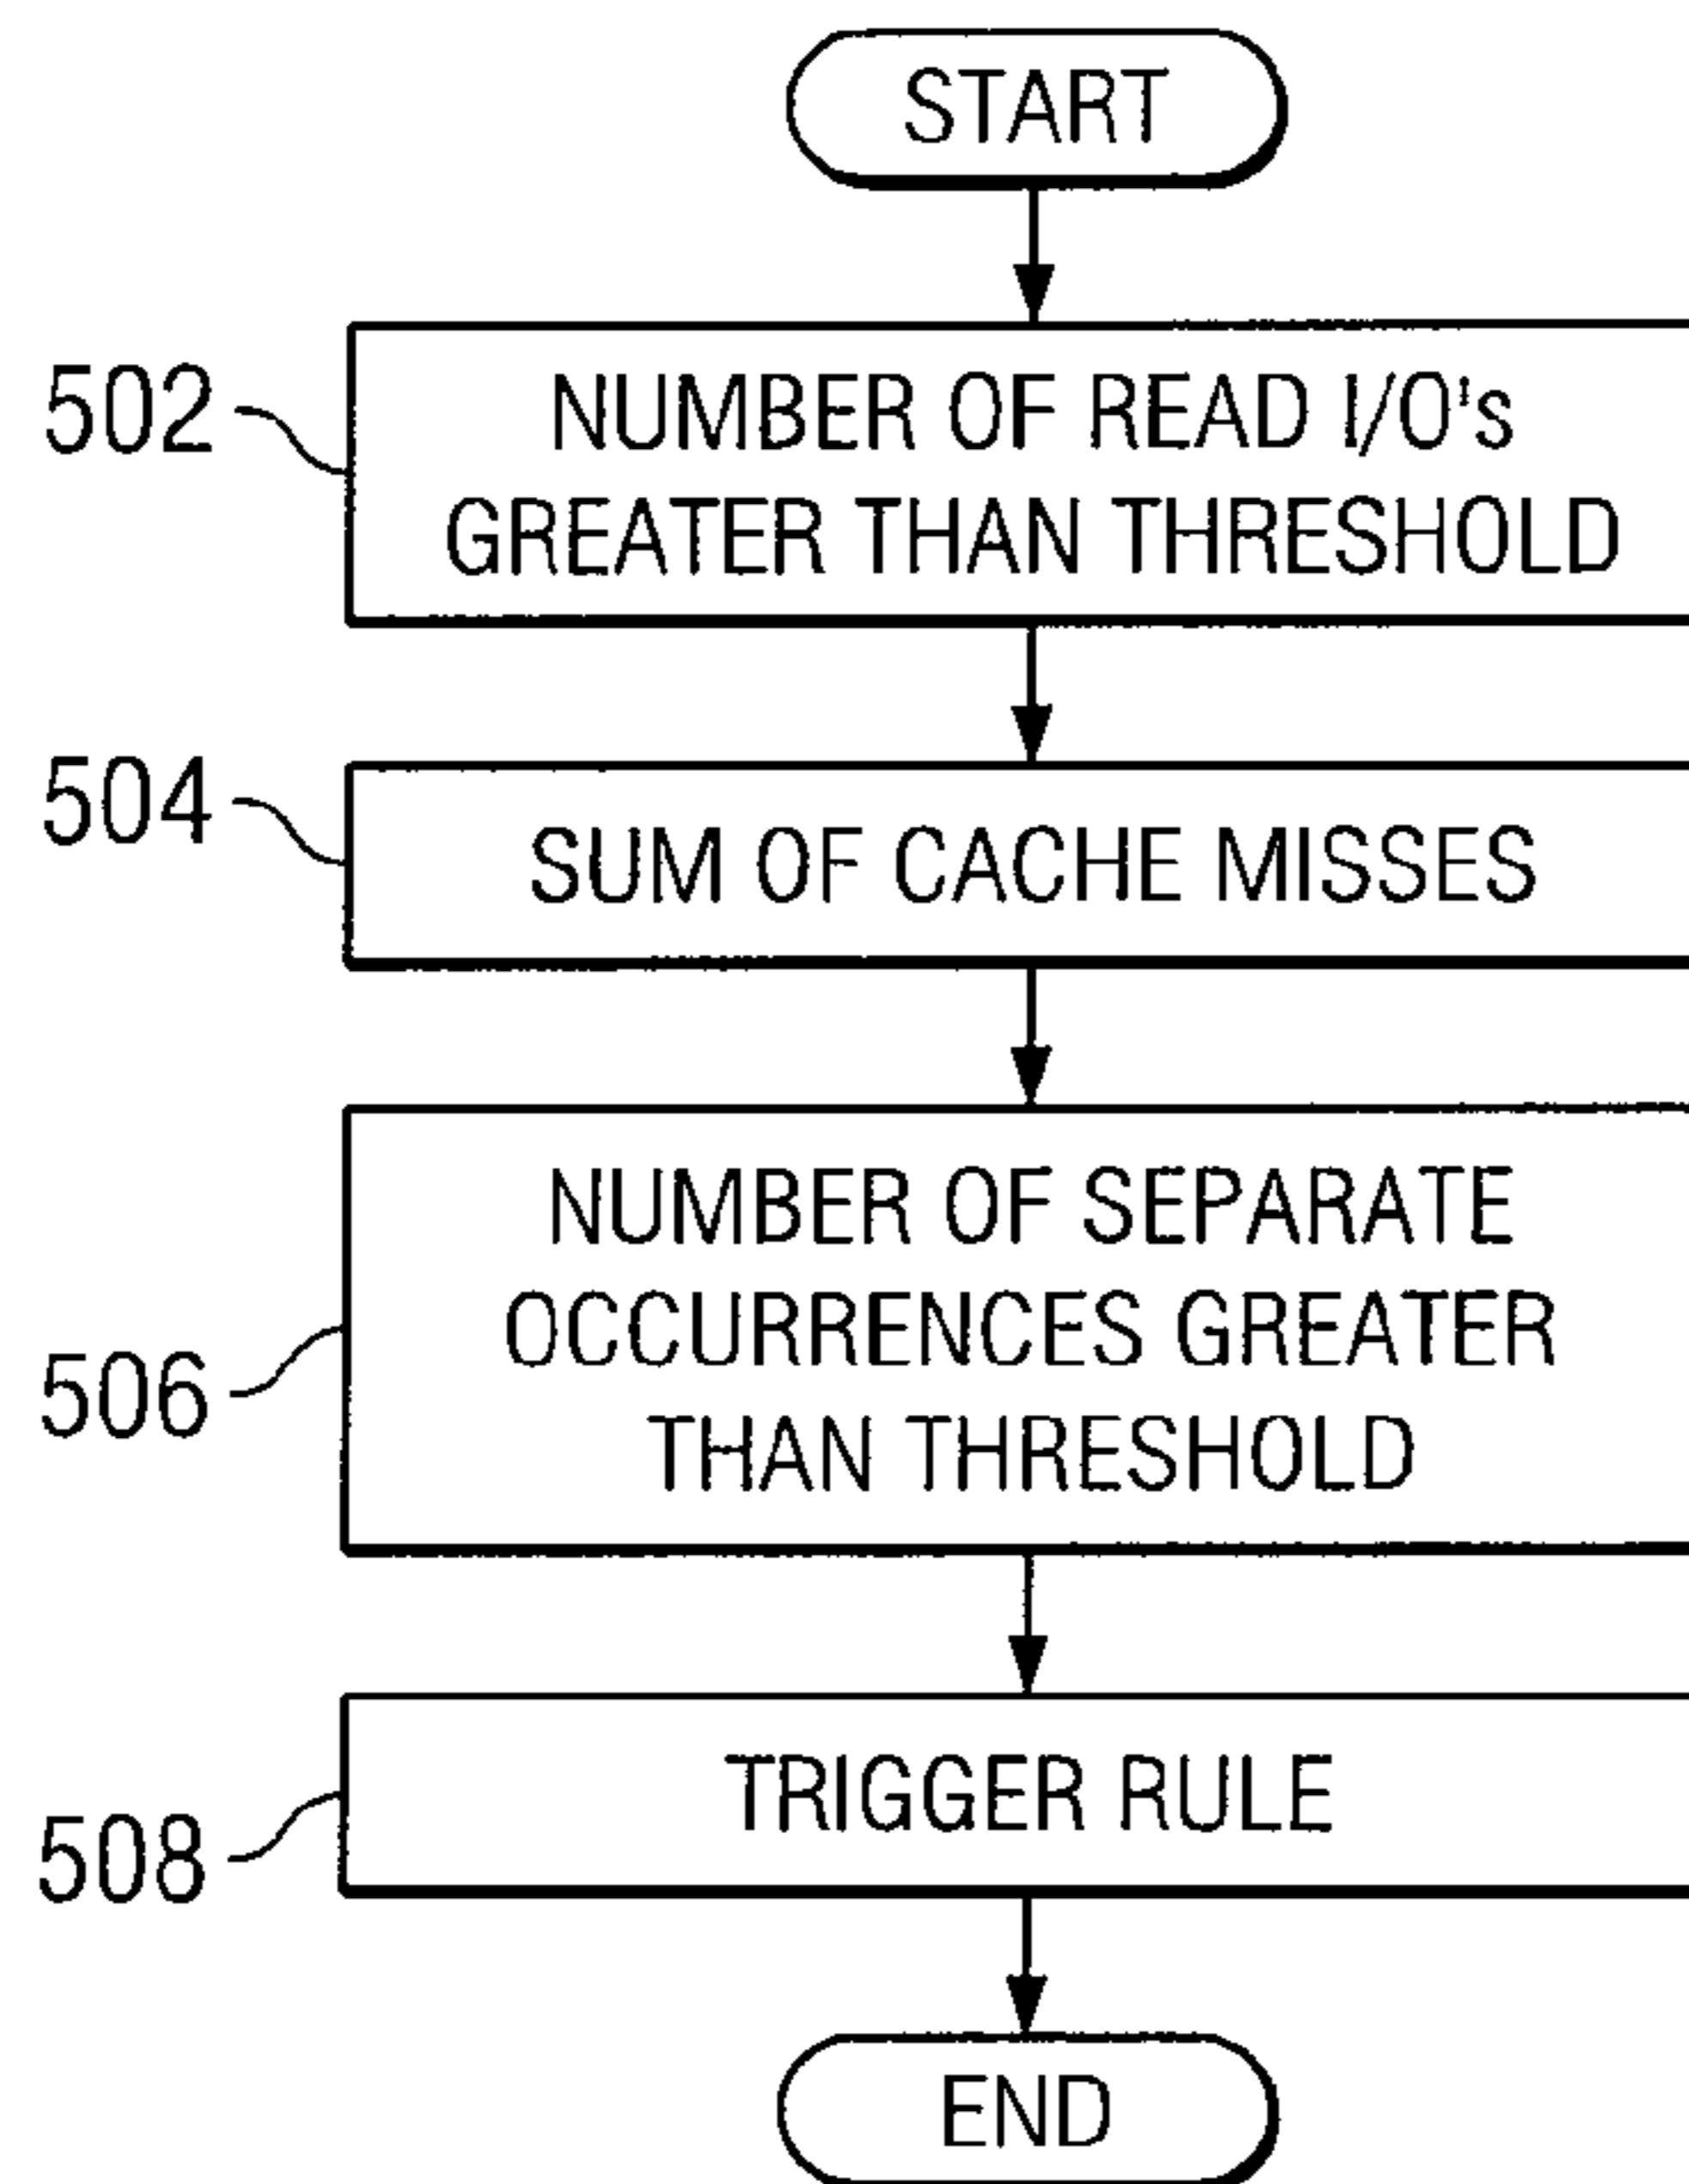 START
502
NUMBER OF READ I/O's
GREATER THAN THRESHOLD
504
SUM OF CACHE MISSES
506
NUMBER OF SEPARATE
OCCURRENCES GREATER
THAN THRESHOLD
508
TRIGGER RULE
END